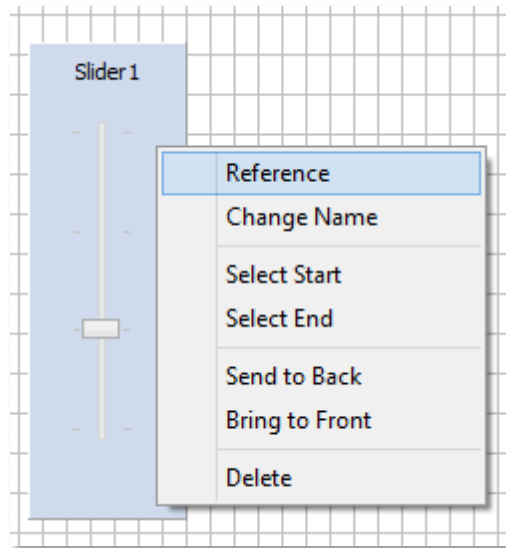 Slider1
Reference
Change Name
Select Start
Select End
Send to Back
Bring to Front
Delete